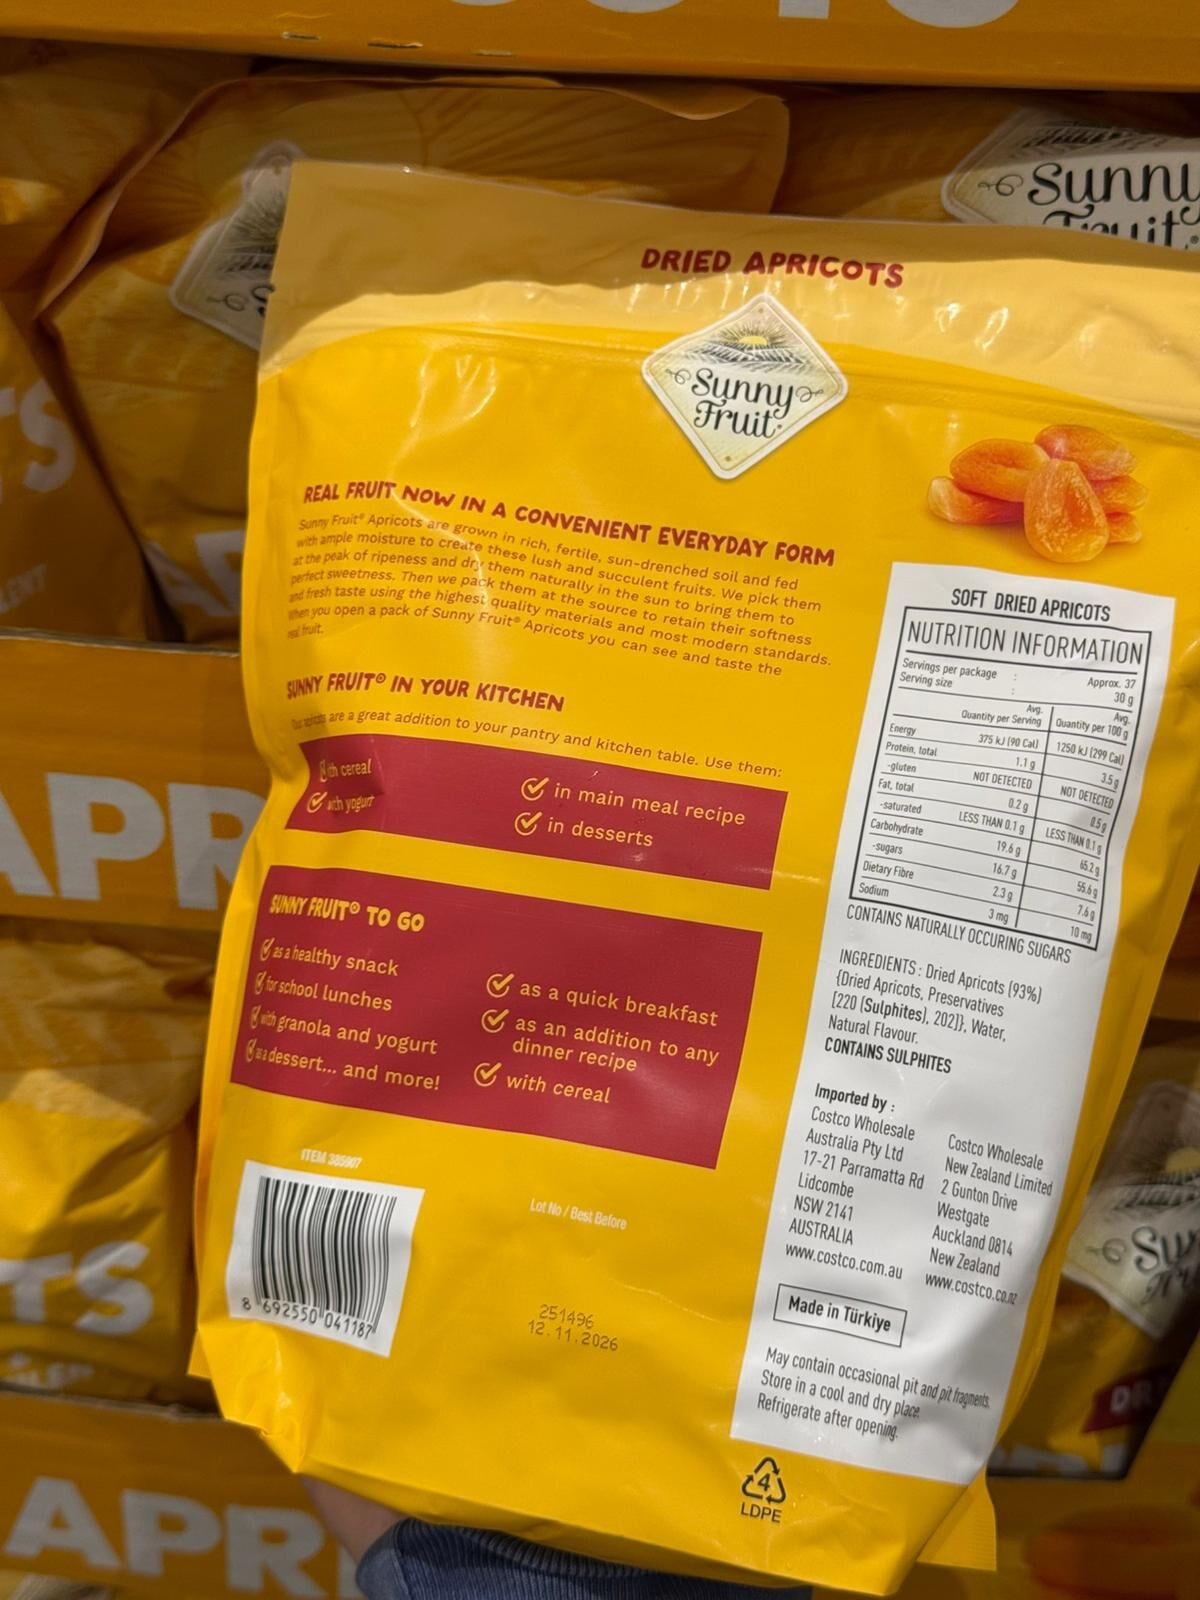 Sunny
Fruit
DRIED APRICOTS
Sunny
Fruit®
REAL FRUIT NOW IN A CONVENIENT EVERYDAY FORM
Sunny Fruit® Apricots are grown in rich, fertile, sun-drenched soil and fed
with ample moisture to create these lush and succulent fruits. We pick them
at the peak of ripeness and dry them naturally in the sun to bring them to
perfect sweetness. Then we pack them at the source to retain their softness
and fresh taste using the highest quality materials and most modern standards.
When you open a pack of Sunny Fruit® Apricots you can see and taste the
real fruit.
SUNNY FRUIT® IN YOUR KITCHEN
Our apricots are a great addition to your pantry and kitchen table. Use them:
with cereal
with yogurt
in main meal recipe
in desserts
SUNNY FRUIT® TO GO
as a healthy snack
for school lunches
with granola and yogurt
as a dessert... and more!
as a quick breakfast
as an addition to any
dinner recipe
with cereal
ITEM 385907
8 692550 041187
Lot No / Best Before
251496
12.11.2026
SOFT DRIED APRICOTS
NUTRITION INFORMATION
Servings per package : Approx. 37
Serving size : 30 g
Avg. Quantity per Serving Avg. Quantity per 100 g
Energy 375 kJ (90 Cal) 1250 kJ (299 Cal)
Protein, total 1.1 g 3.5 g
-gluten NOT DETECTED NOT DETECTED
Fat, total 0.2 g 0.5 g
-saturated LESS THAN 0.1 g LESS THAN 0.1 g
Carbohydrate 19.6 g 65.2 g
-sugars 16.7 g 55.6 g
Dietary Fibre 2.3 g 7.6 g
Sodium 3 mg 10 mg
CONTAINS NATURALLY OCCURING SUGARS
INGREDIENTS : Dried Apricots (93%)
{Dried Apricots, Preservatives
[220 (Sulphites), 202]}, Water,
Natural Flavour.
CONTAINS SULPHITES
Imported by :
Costco Wholesale
Australia Pty Ltd
17-21 Parramatta Rd
Lidcombe
NSW 2141
AUSTRALIA
www.costco.com.au
Costco Wholesale
New Zealand Limited
2 Gunton Drive
Westgate
Auckland 0814
New Zealand
www.costco.co.nz
Made in Türkiye
May contain occasional pit and pit fragments.
Store in a cool and dry place.
Refrigerate after opening.
4
LDPE